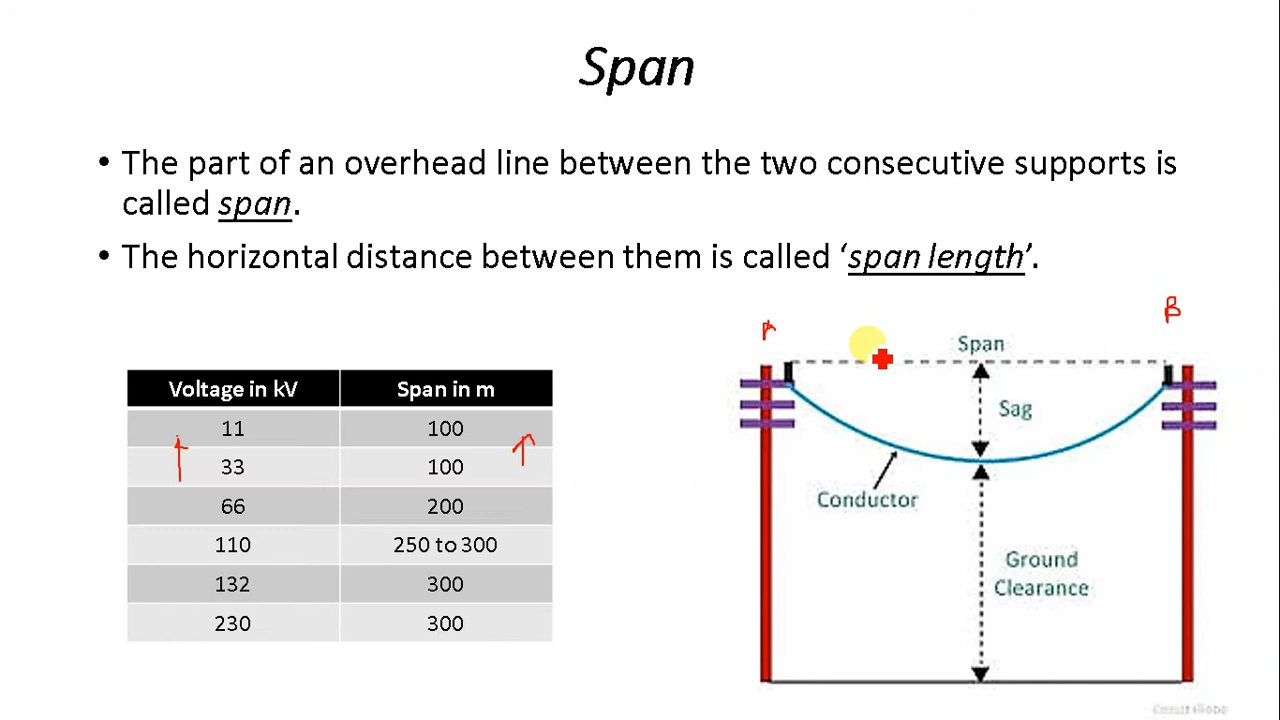 Span
• The part of an overhead line between the two consecutive supports is
called span.
• The horizontal distance between them is called ‘span length’.
Voltage in kV Span in m
11 100
33 100
66 200
110 250 to 300
132 300
230 300
A
B
Span
Sag
Conductor
Ground
Clearance
Circuit Globe